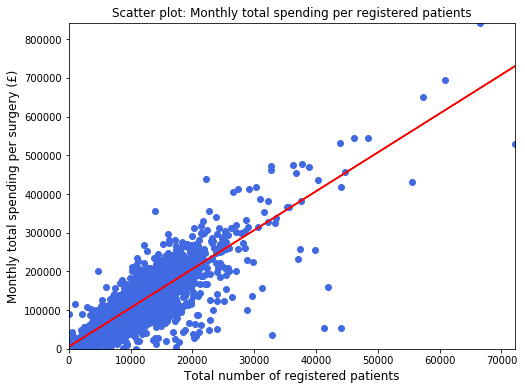 Scatter plot: Monthly total spending per registered patients
800000
700000
600000
500000
400000
300000
200000
100000
0
Monthly total spending per surgery (£)
0 10000 20000 30000 40000 50000 60000 70000
Total number of registered patients